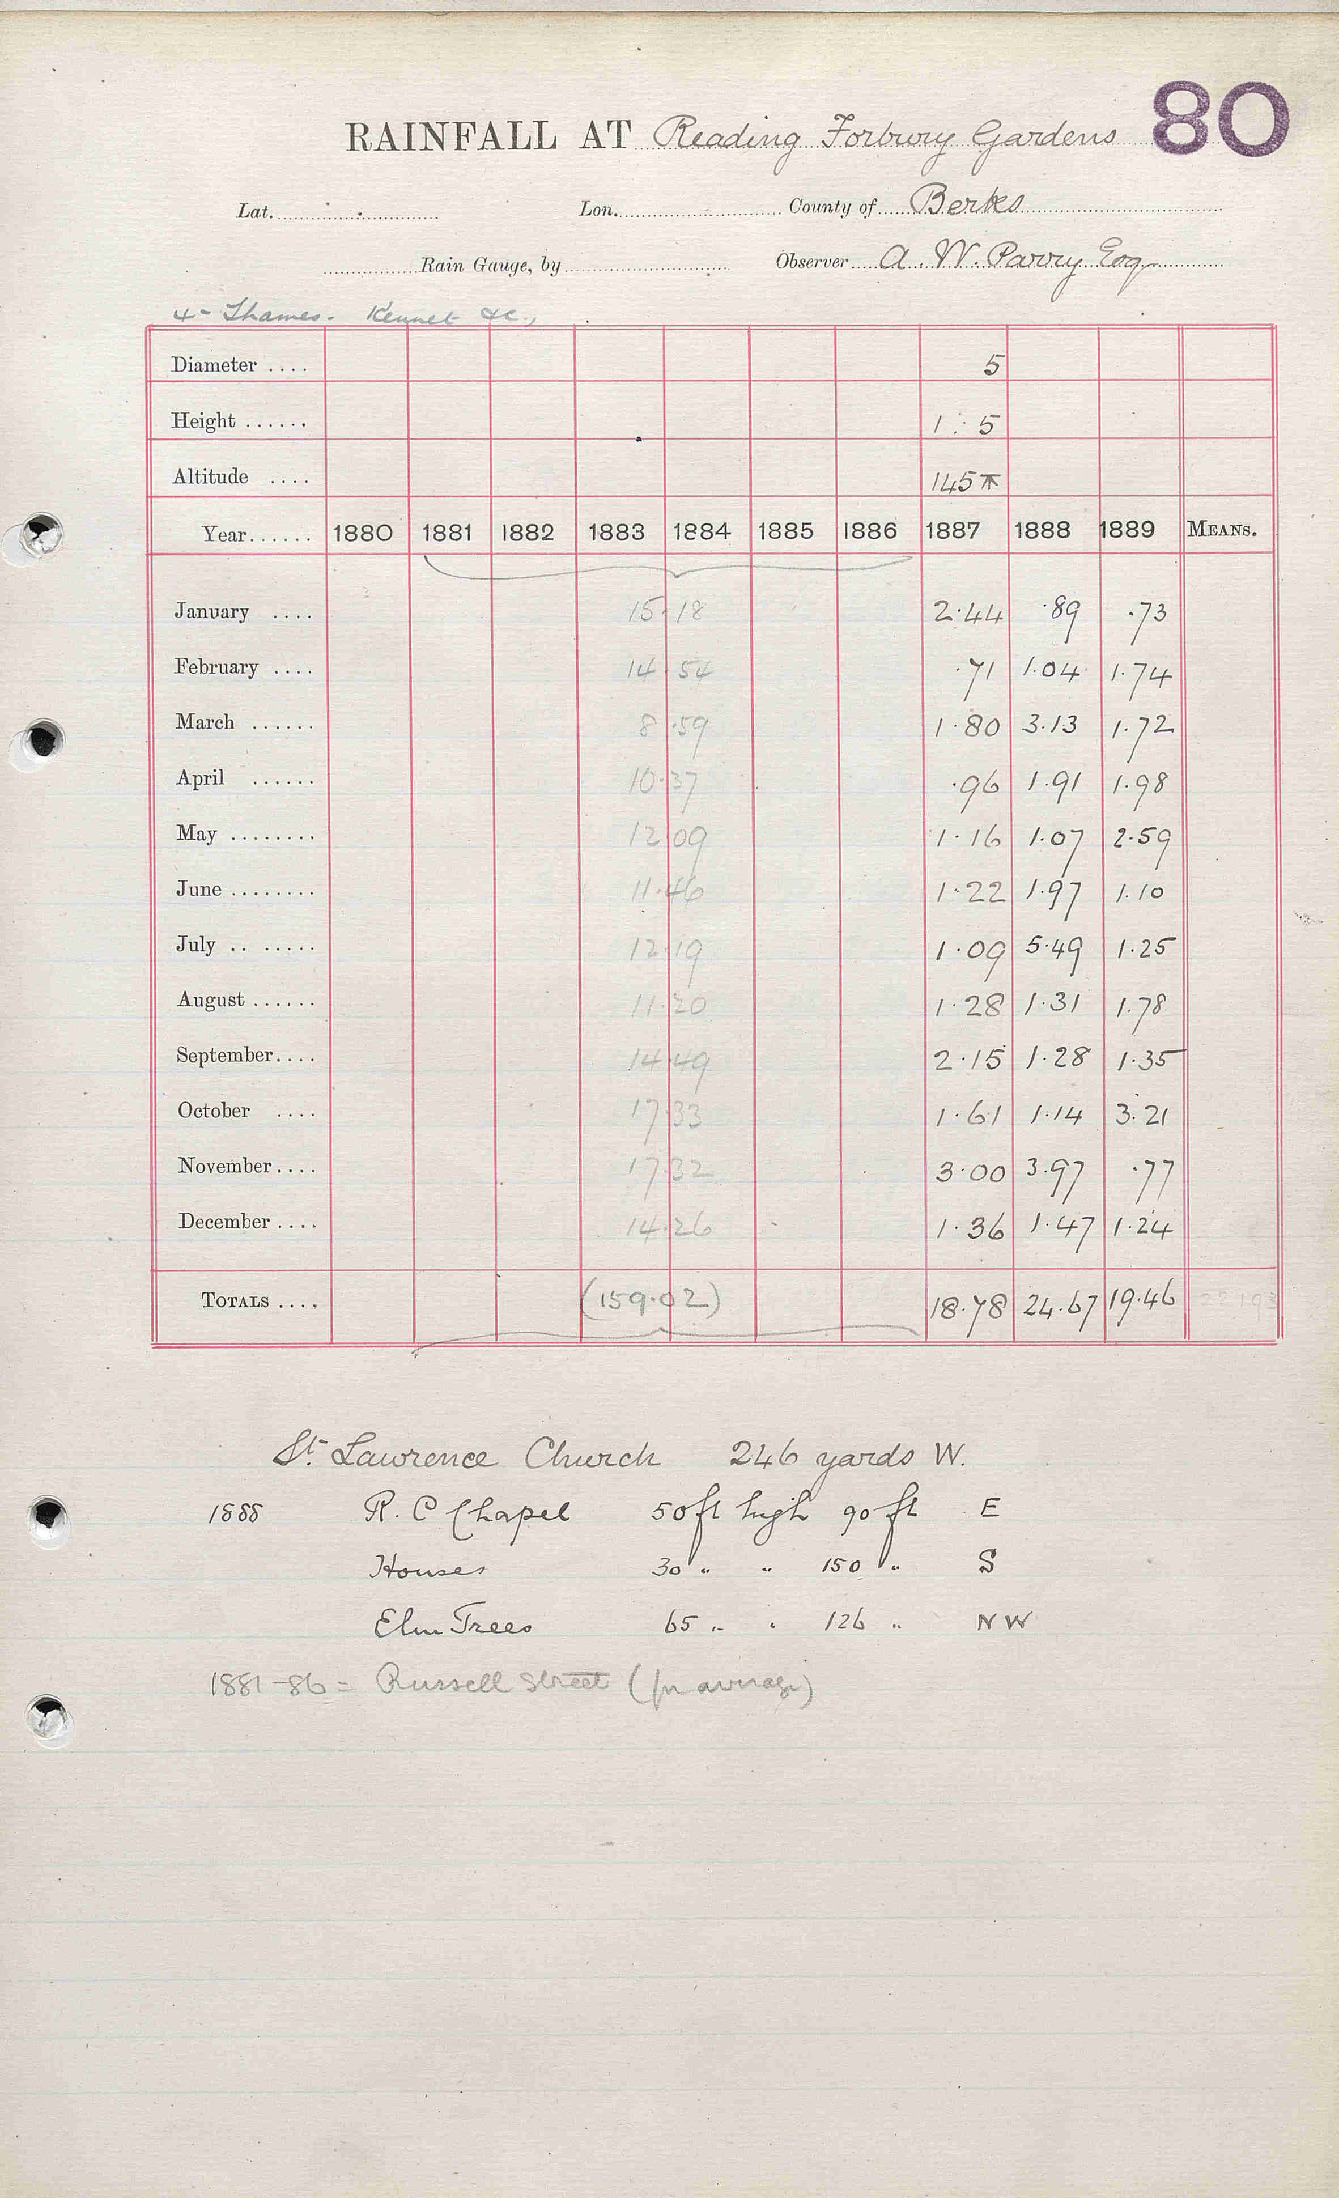 80
RAINFALL AT Reading Forbury Gardens
Lat. Lon. County of Berks
Rain Gauge, by Observer A. W. Parry Esq
4 - Thames - Kennet &c.,
Diameter .... 5
Height ...... 1 : 5
Altitude .... 145
Year...... 1880 1881 1882 1883 1884 1885 1886 1887 1888 1889 MEANS.
January .... 15.18 2.44 .89 .73
February .... 14.54 .71 1.04 1.74
March ...... 8.59 1.80 3.13 1.72
April ...... 10.37 .96 1.91 1.98
May ........ 12.09 1.16 1.07 2.59
June ........ 11.46 1.22 1.97 1.10
July .. ..... 12.19 1.09 5.49 1.25
August ...... 11.20 1.28 1.31 1.78
September.... 14.49 2.15 1.28 1.35
October .... 17.33 1.61 1.14 3.21
November.... 17.32 3.00 3.97 .77
December .... 14.26 1.36 1.47 1.24
TOTALS .... (159.02) 18.78 24.67 19.46
St. Lawrence Church 246 yards W.
1888 R. C Chapel 50 ft high 90 ft E
Houses 30 " " 150 " S
Elm Trees 65 " " 126 " NW
1881-86 = Russell Street (for average)